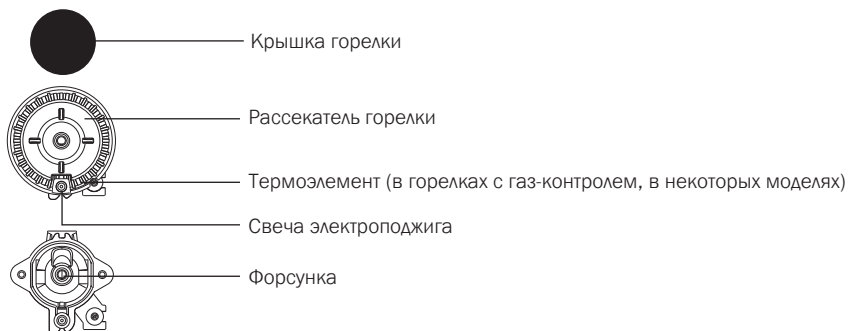 Крышка горелки
Рассекатель горелки
Термоэлемент (в горелках с газ-контролем, в некоторых моделях)
Свеча электроподжига
Форсунка